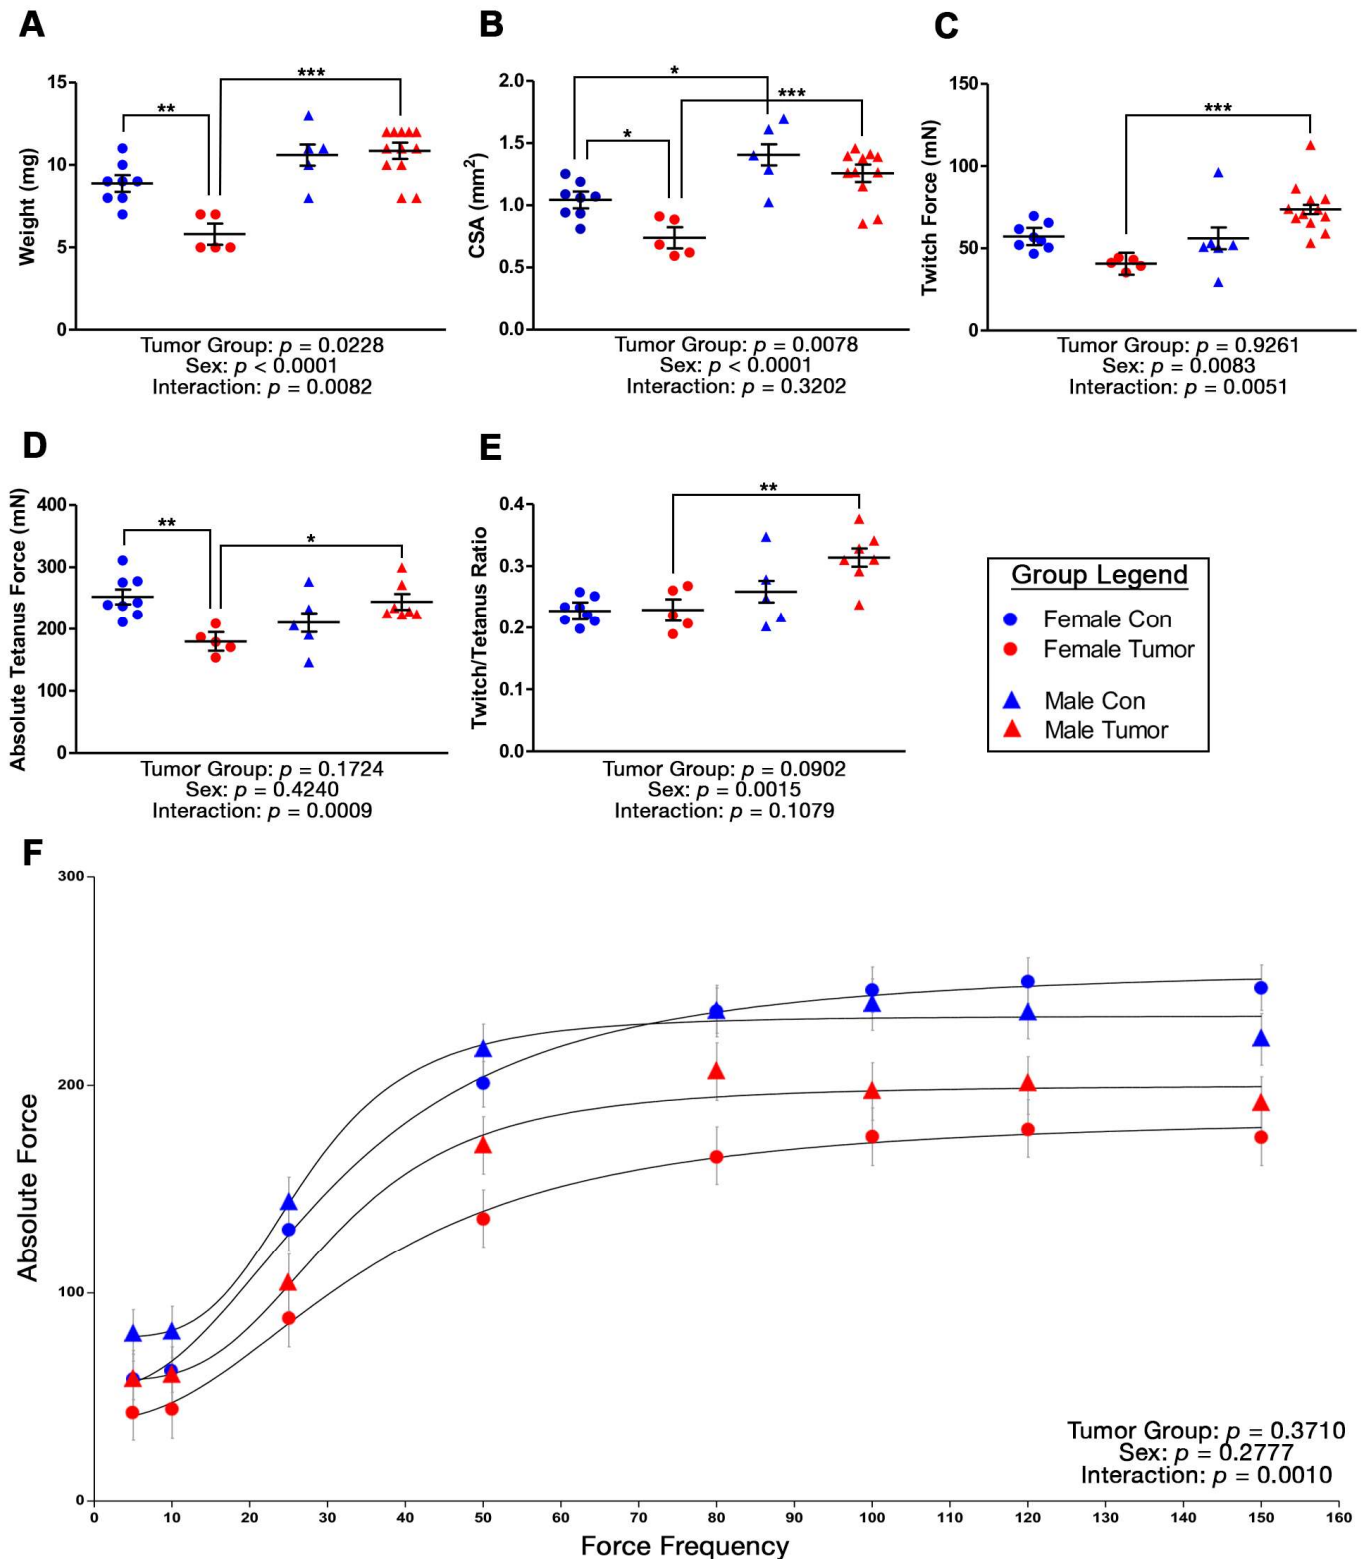 A
Weight (mg)
15
10
5
0
**
***
Tumor Group: p = 0.0228
Sex: p < 0.0001
Interaction: p = 0.0082
B
CSA (mm²)
2.0
1.5
1.0
0.5
0.0
*
***
*
Tumor Group: p = 0.0078
Sex: p < 0.0001
Interaction: p = 0.3202
C
Twitch Force (mN)
150
100
50
0
***
Tumor Group: p = 0.9261
Sex: p = 0.0083
Interaction: p = 0.0051
D
Absolute Tetanus Force (mN)
400
300
200
100
0
**
*
Tumor Group: p = 0.1724
Sex: p = 0.4240
Interaction: p = 0.0009
E
Twitch/Tetanus Ratio
0.4
0.3
0.2
0.1
0.0
**
Tumor Group: p = 0.0902
Sex: p = 0.0015
Interaction: p = 0.1079
Group Legend
Female Con
Female Tumor
Male Con
Male Tumor
F
Absolute Force
300
200
100
0
Tumor Group: p = 0.3710
Sex: p = 0.2777
Interaction: p = 0.0010
0 10 20 30 40 50 60 70 80 90 100 110 120 130 140 150 160
Force Frequency